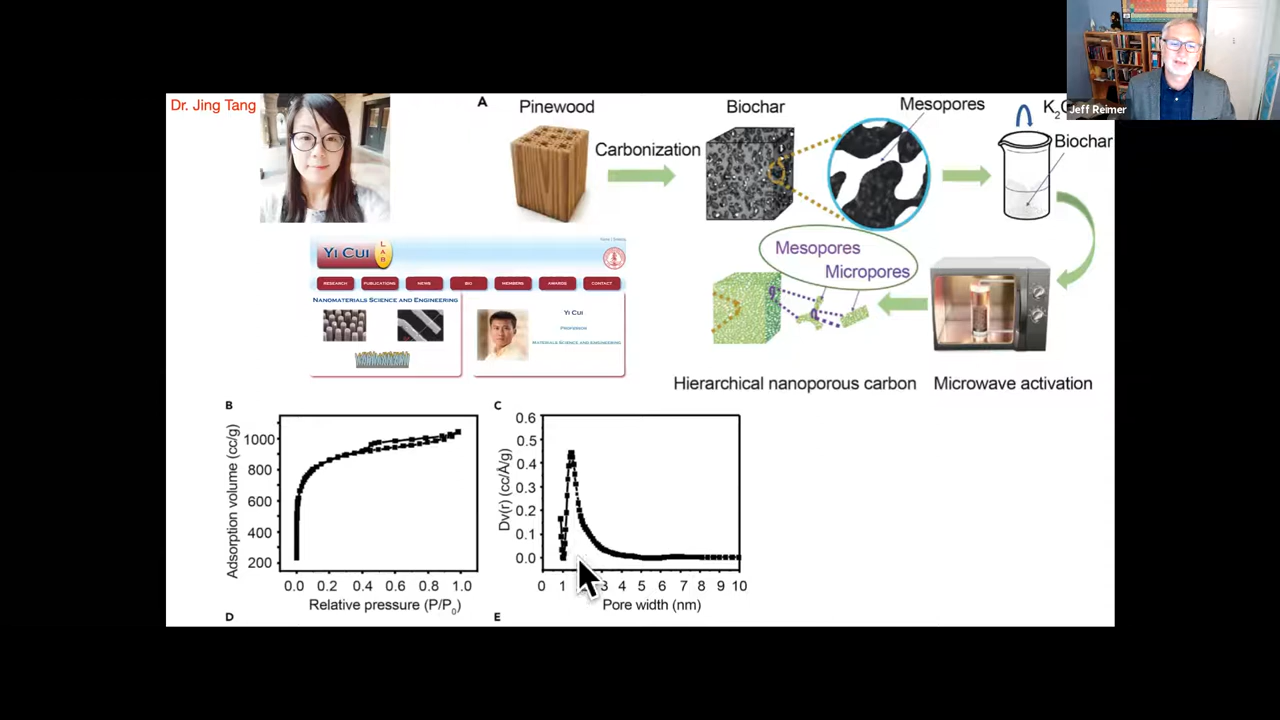 Jeff Reimer
Dr. Jing Tang
A
Pinewood
Carbonization
Biochar
Mesopores
Biochar
Mesopores
Micropores
Hierarchical nanoporous carbon
Microwave activation
YI CUI
LAB
RESEARCH
PUBLICATIONS
NEWS
BIO
MEMBERS
AWARDS
CONTACT
NANOMATERIALS SCIENCE AND ENGINEERING
YI CUI
PROFESSOR
MATERIALS SCIENCE AND ENGINEERING
B
Adsorption volume (cc/g)
1000
800
600
400
200
0.0 0.2 0.4 0.6 0.8 1.0
Relative pressure (P/P0)
C
Dv(r) (cc/Å/g)
0.6
0.5
0.4
0.3
0.2
0.1
0.0
0 1 3 4 5 6 7 8 9 10
Pore width (nm)
D
E